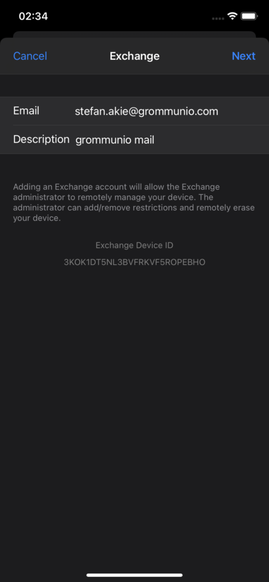 02:34
Cancel Exchange Next
Email stefan.akie@grommunio.com
Description grommunio mail
Adding an Exchange account will allow the Exchange
administrator to remotely manage your device. The
administrator can add/remove restrictions and remotely erase
your device.
Exchange Device ID
3KOK1DT5NL3BVFRKVF5ROPEBHO